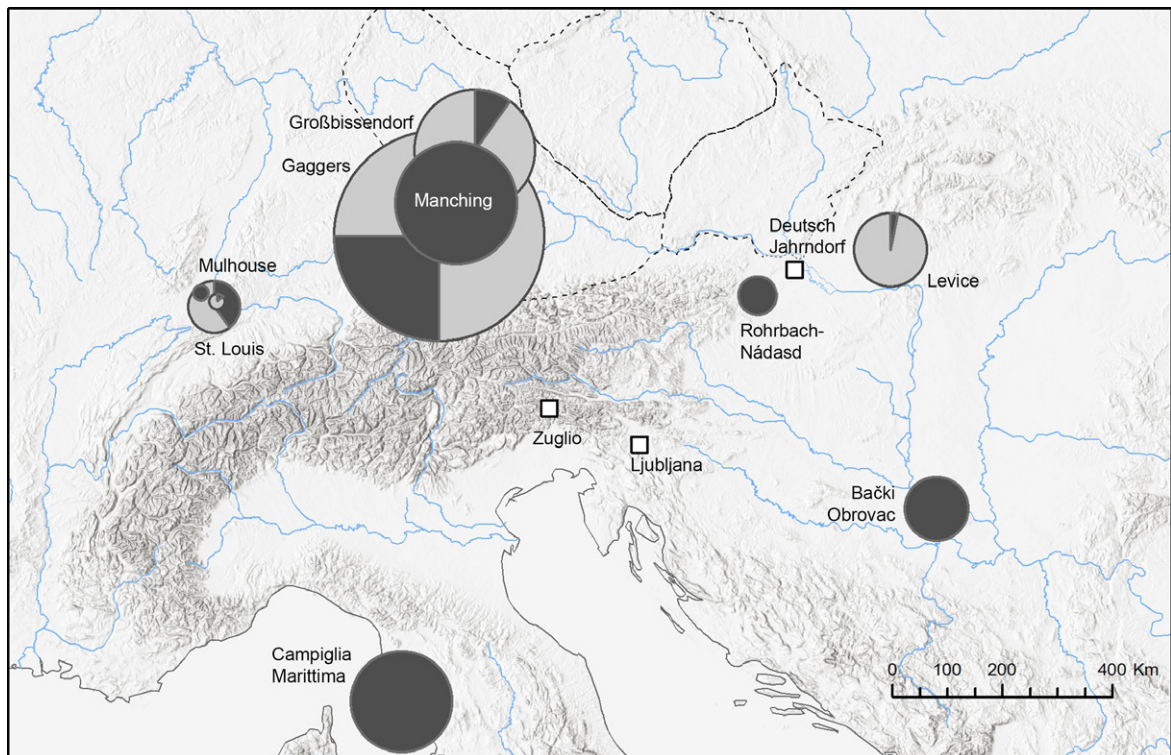 Großbissendorf
Gaggers
Manching
Mulhouse
St. Louis
Deutsch
Jahrndorf
Levice
Rohrbach-
Nádasd
Zuglio
Ljubljana
Bački
Obrovac
Campiglia
Marittima
0 100 200 400 Km